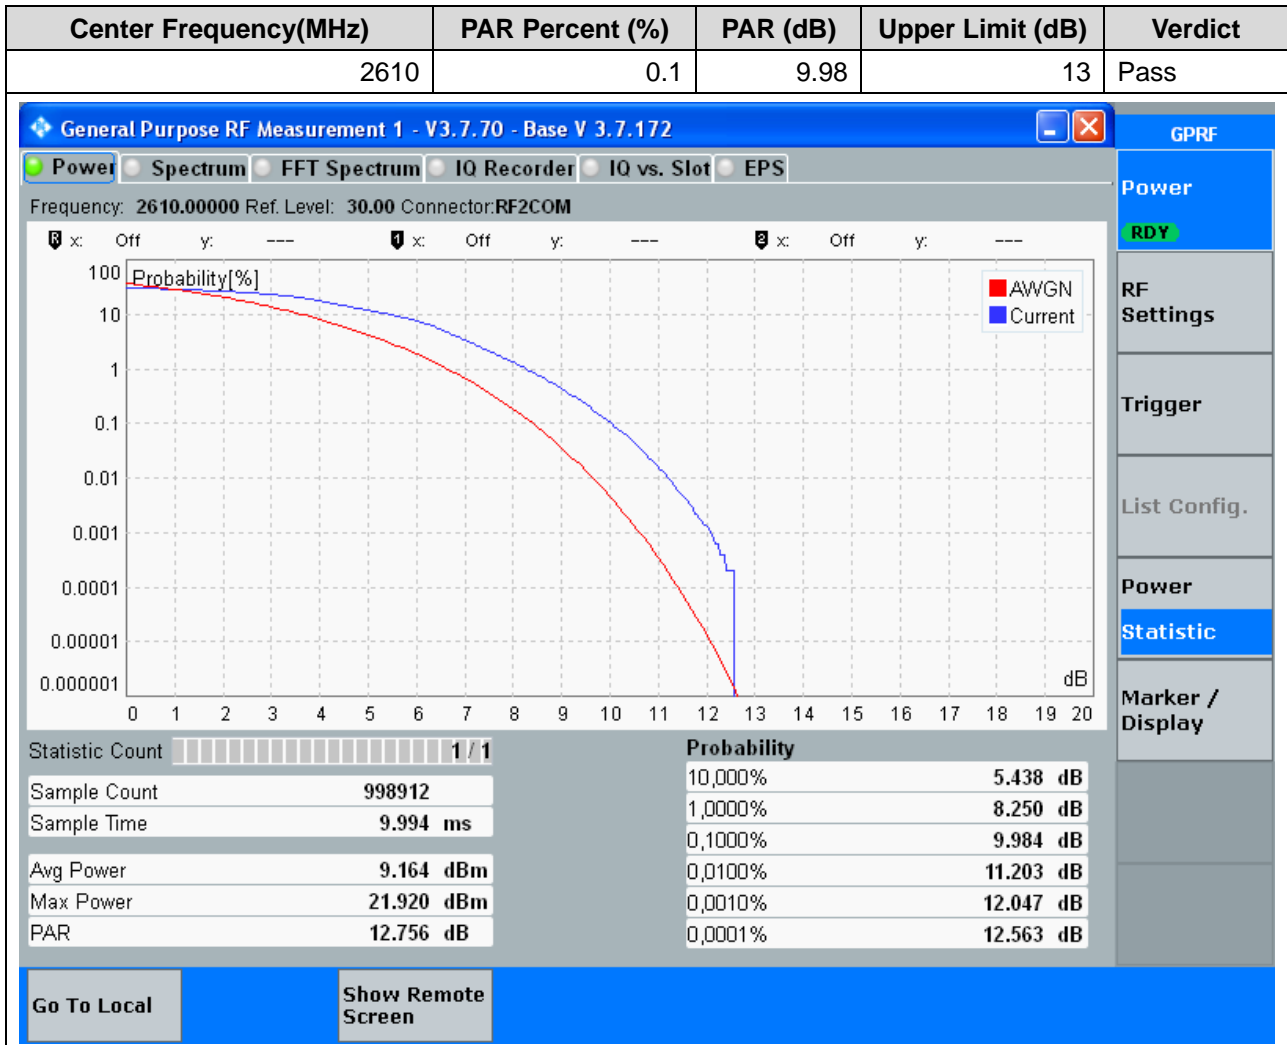 Center Frequency(MHz) PAR Percent (%) PAR (dB) Upper Limit (dB) Verdict
2610 0.1 9.98 13 Pass
General Purpose RF Measurement 1 - V3.7.70 - Base V 3.7.172
GPRF
Power Spectrum FFT Spectrum IQ Recorder IQ vs. Slot EPS
Frequency: 2610.00000 Ref. Level: 30.00 Connector:RF2COM
R x: Off y: --- 1 x: Off y: --- 2 x: Off y: ---
Probability[%]
AWGN
Current
100
10
1
0.1
0.01
0.001
0.0001
0.00001
0.000001
dB
0 1 2 3 4 5 6 7 8 9 10 11 12 13 14 15 16 17 18 19 20
Power
RDY
RF
Settings
Trigger
List Config.
Power
Statistic
Marker /
Display
Statistic Count 1 / 1
Sample Count 998912
Sample Time 9.994 ms
Avg Power 9.164 dBm
Max Power 21.920 dBm
PAR 12.756 dB
Probability
10,000% 5.438 dB
1,0000% 8.250 dB
0,1000% 9.984 dB
0,0100% 11.203 dB
0,0010% 12.047 dB
0,0001% 12.563 dB
Go To Local
Show Remote
Screen